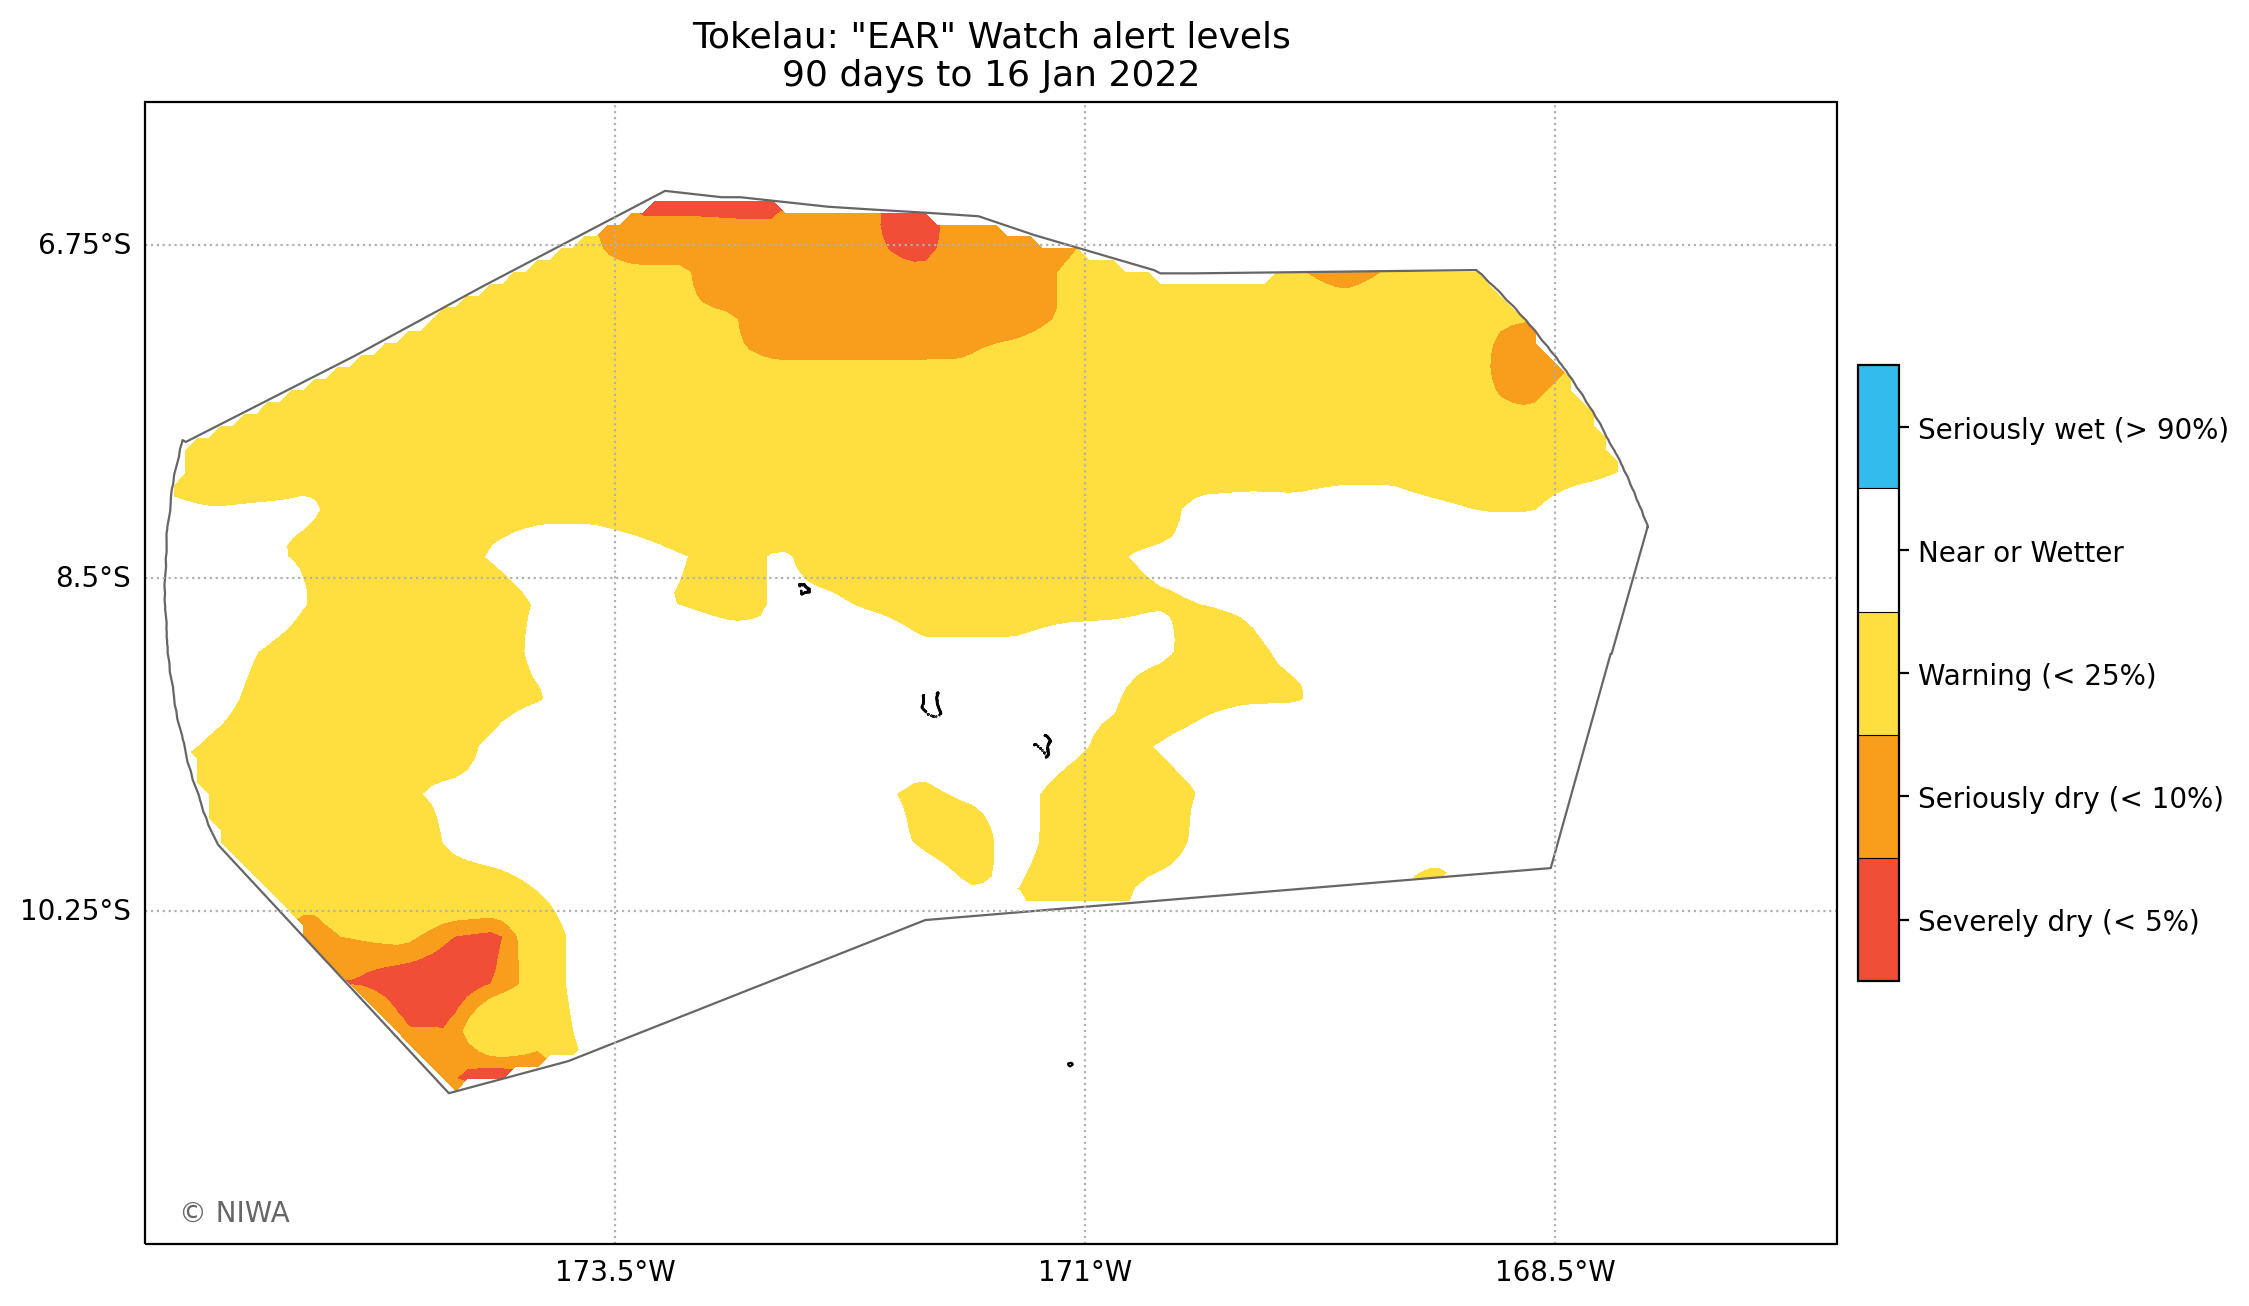 Tokelau: "EAR" Watch alert levels
90 days to 16 Jan 2022
6.75°S
8.5°S
10.25°S
173.5°W
171°W
168.5°W
Seriously wet (> 90%)
Near or Wetter
Warning (< 25%)
Seriously dry (< 10%)
Severely dry (< 5%)
© NIWA